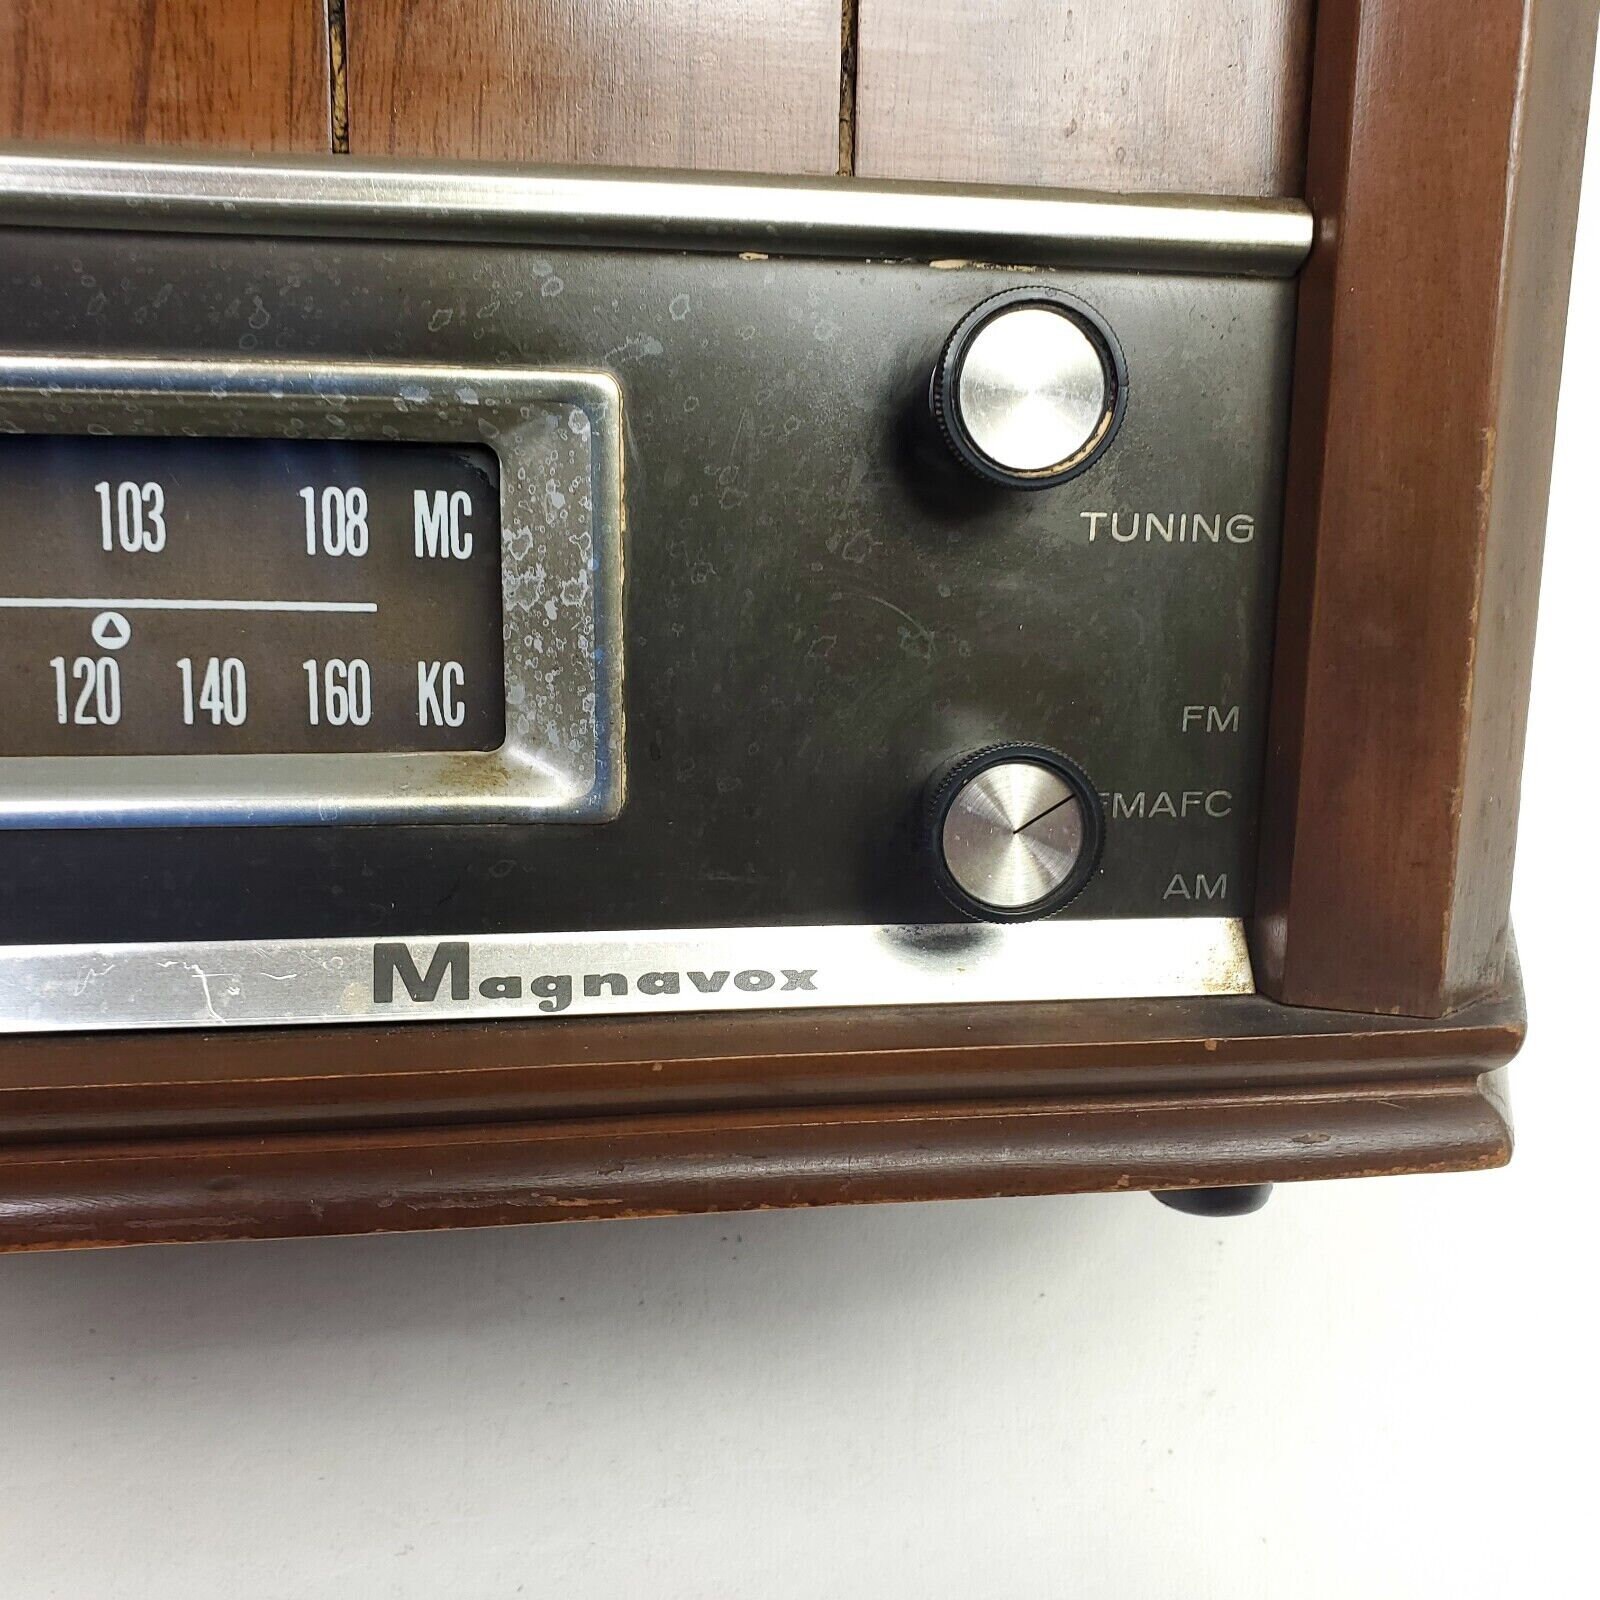 103 108 MC
120 140 160 KC
TUNING
FM
FMAFC
AM
Magnavox